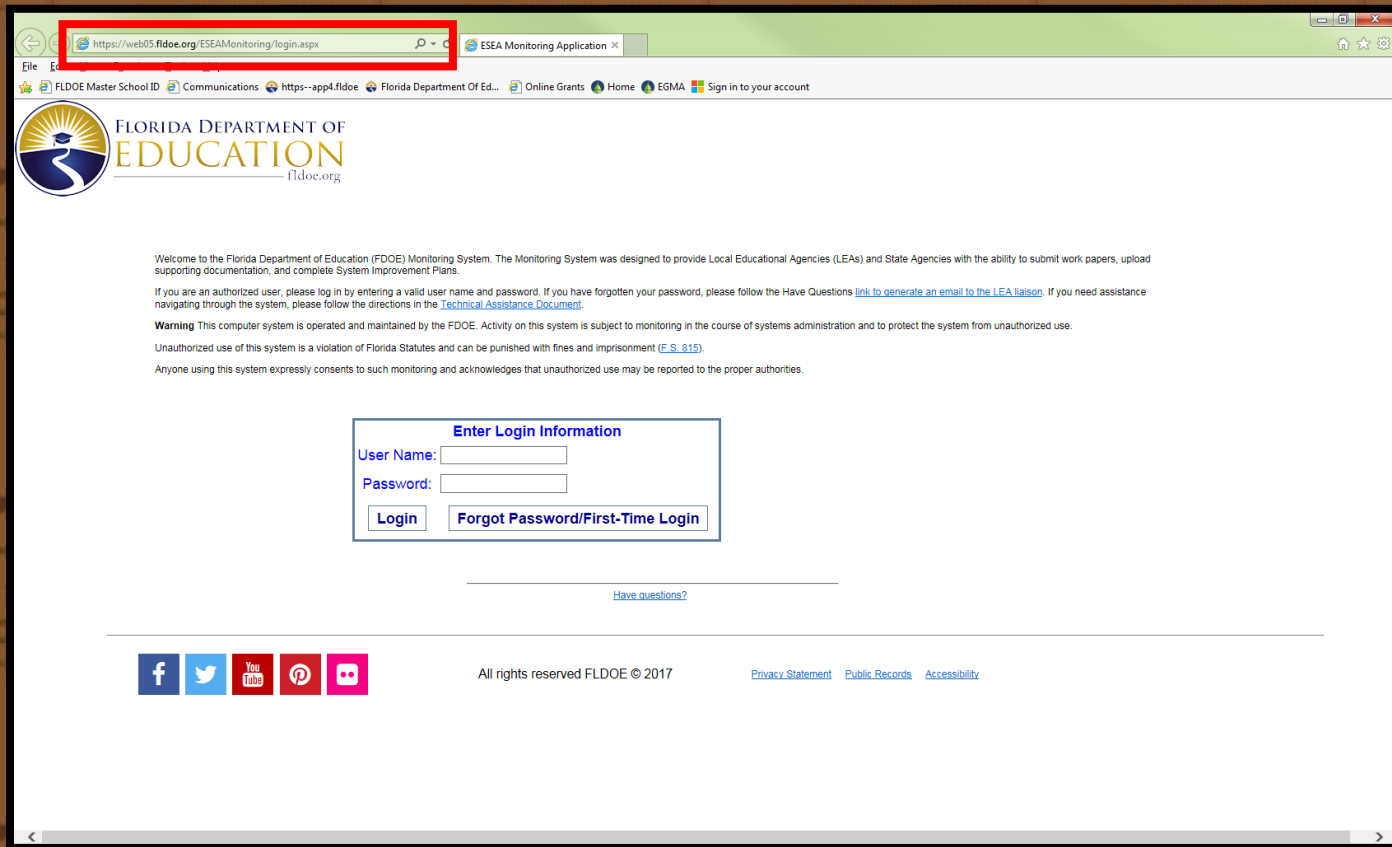 https://web05.fldoe.org/ESEAMonitoring/login.aspx
ESEA Monitoring Application
File
FLDOE Master School ID Communications https--app4.fldoe Florida Department Of Ed... Online Grants Home EGMA Sign in to your account
FLORIDA DEPARTMENT OF
EDUCATION
fldoe.org
Welcome to the Florida Department of Education (FDOE) Monitoring System. The Monitoring System was designed to provide Local Educational Agencies (LEAs) and State Agencies with the ability to submit work papers, upload
supporting documentation, and complete System Improvement Plans.
If you are an authorized user, please log in by entering a valid user name and password. If you have forgotten your password, please follow the Have Questions link to generate an email to the LEA liaison. If you need assistance
navigating through the system, please follow the directions in the Technical Assistance Document.
Warning This computer system is operated and maintained by the FDOE. Activity on this system is subject to monitoring in the course of systems administration and to protect the system from unauthorized use.
Unauthorized use of this system is a violation of Florida Statutes and can be punished with fines and imprisonment (F.S. 815).
Anyone using this system expressly consents to such monitoring and acknowledges that unauthorized use may be reported to the proper authorities.
Enter Login Information
User Name:
Password:
Login Forgot Password/First-Time Login
Have questions?
f You Tube All rights reserved FLDOE © 2017 Privacy Statement Public Records Accessibility